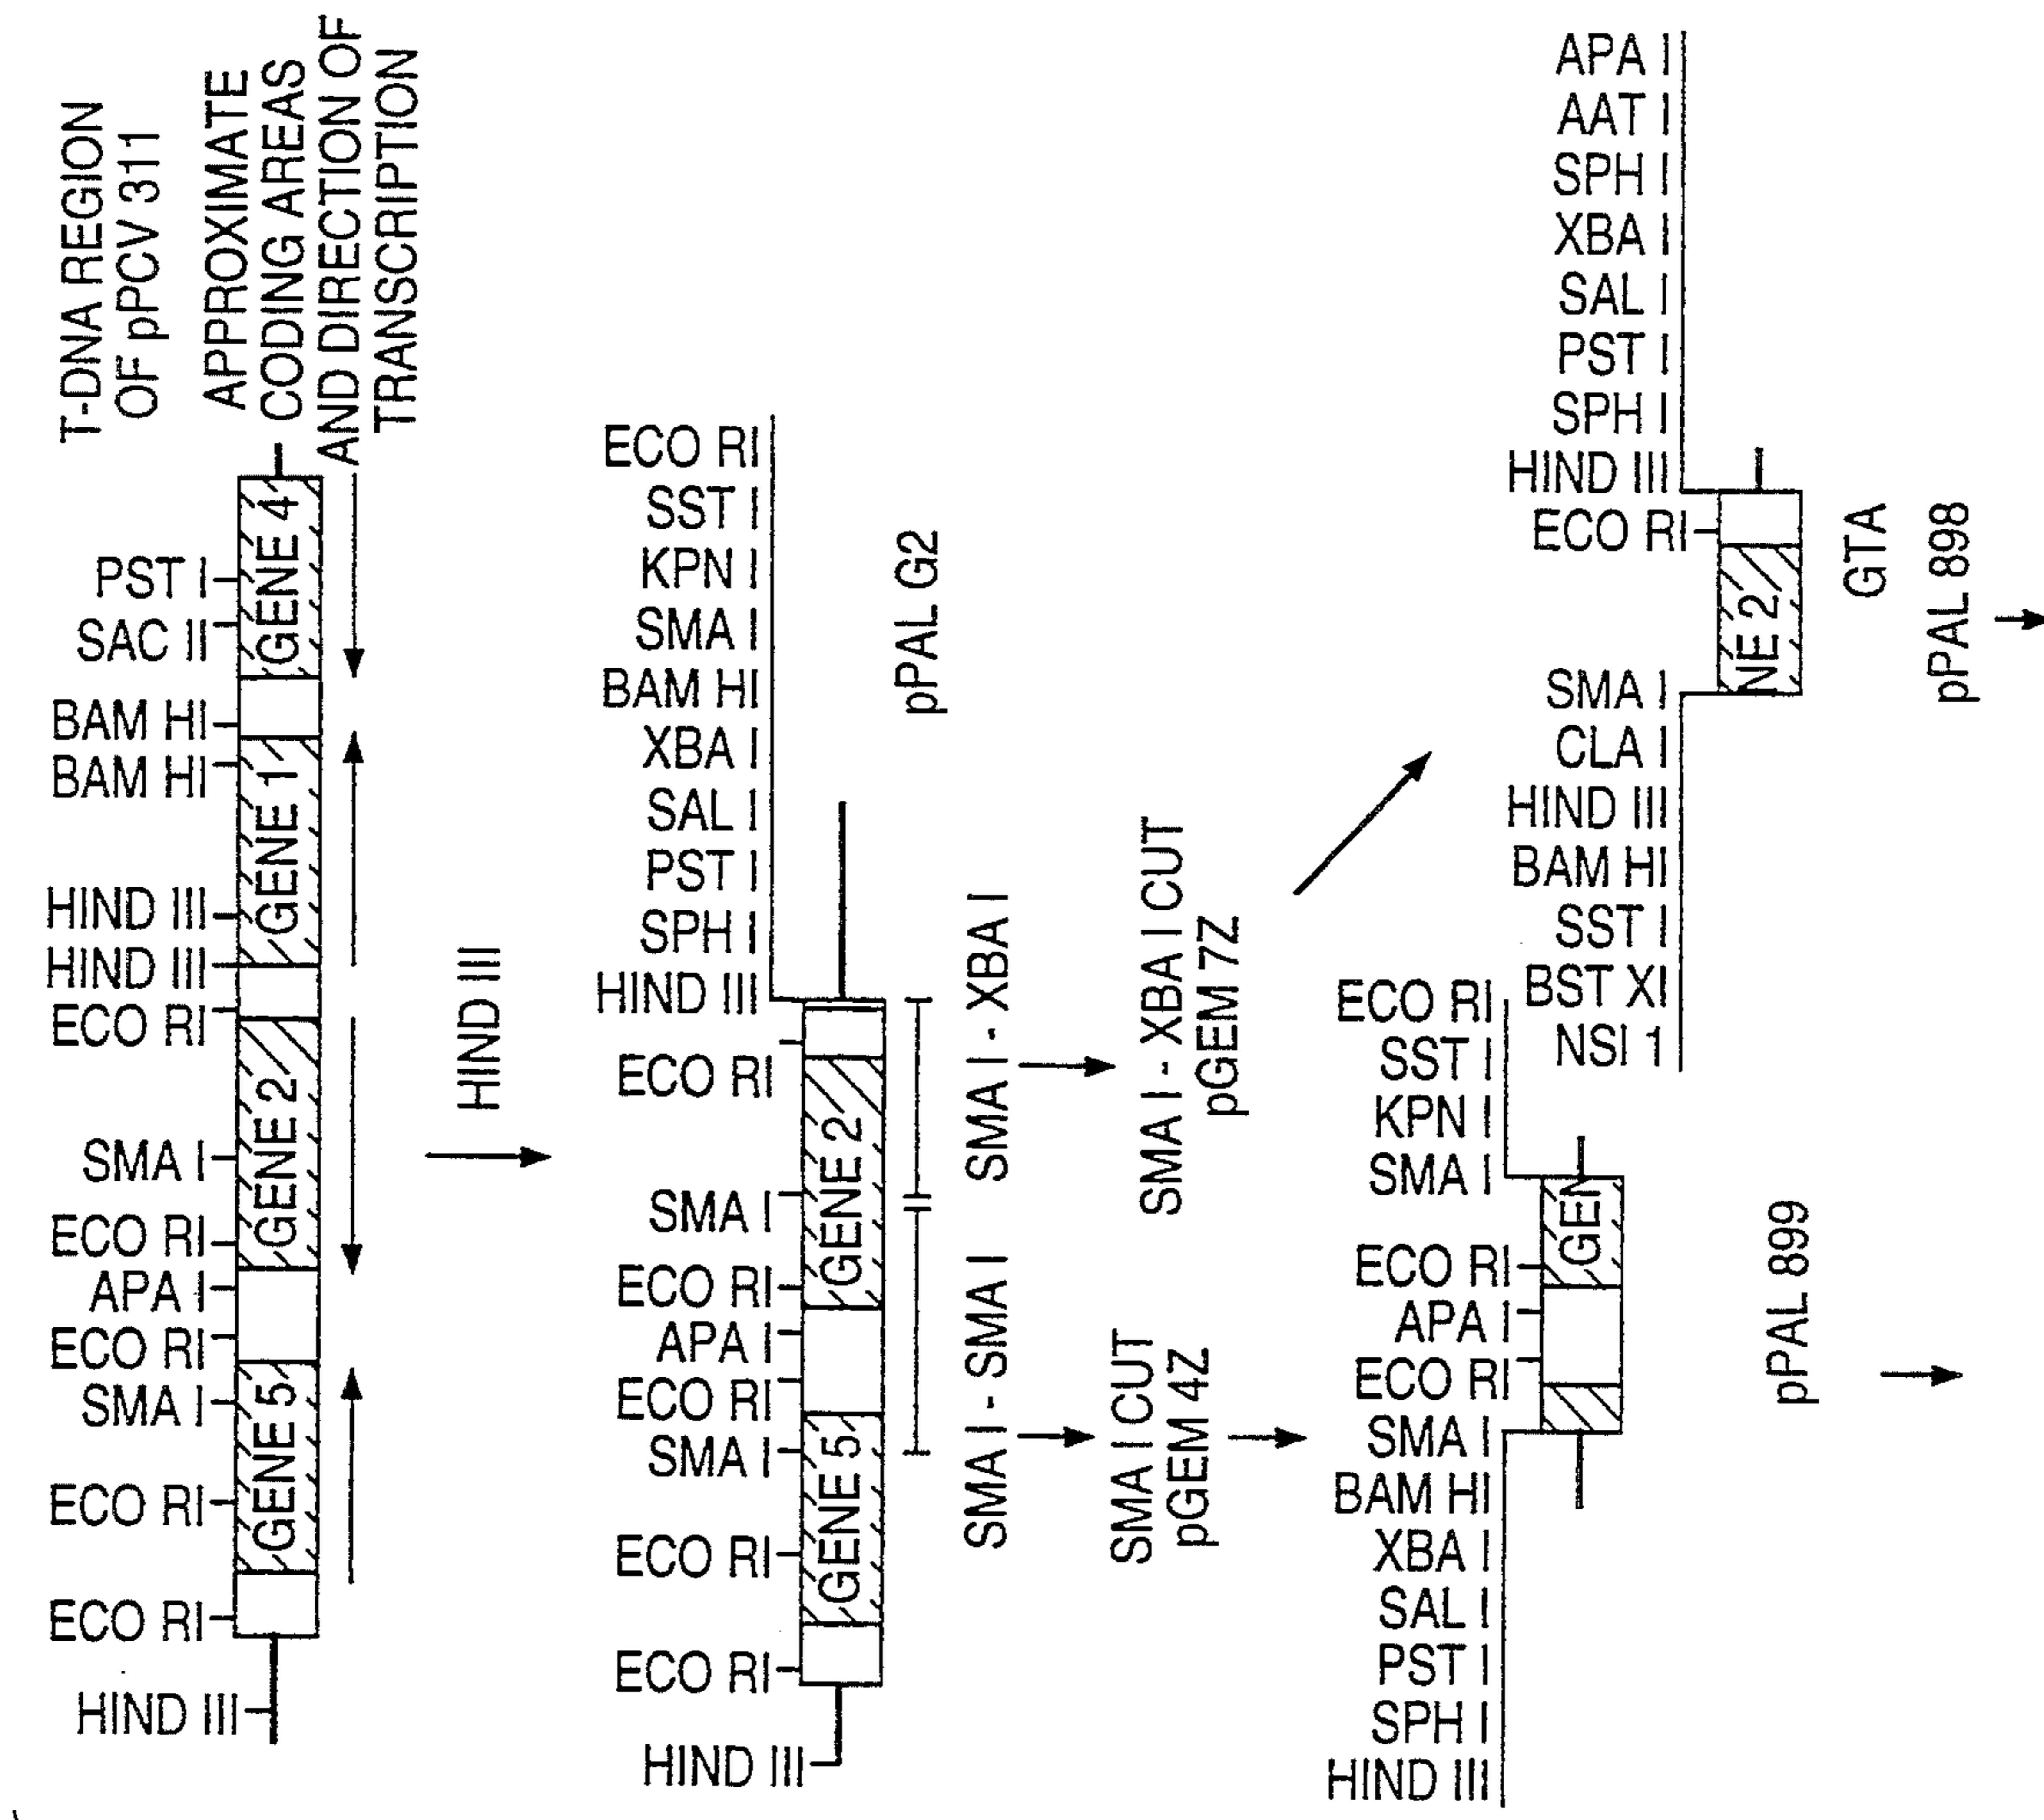 T-DNA REGION
OF pPCV 311
APPROXIMATE
CODING AREAS
AND DIRECTION OF
TRANSCRIPTION
HIND III
ECO RI
ECO RI
SMA I
ECO RI
APA I
ECO RI
SMA I
ECO RI
HIND III
HIND III
BAM HI
BAM HI
SAC II
PST I
GENE 5
GENE 2
GENE 1
GENE 4
HIND III
HIND III
ECO RI
ECO RI
SMA I
ECO RI
APA I
ECO RI
SMA I
ECO RI
HIND III
SPH I
PST I
SAL I
XBA I
BAM HI
SMA I
KPN I
SST I
ECO RI
GENE 5
GENE 2
pPAL G2
SMA I - SMA I
SMA I - XBA I
SMA I CUT
pGEM 4Z
SMA I - XBA I CUT
pGEM 7Z
HIND III
SPH I
PST I
SAL I
XBA I
BAM HI
SMA I
ECO RI
APA I
ECO RI
SMA I
KPN I
SST I
ECO RI
GEN
pPAL 899
NSI 1
BST XI
SST I
BAM HI
HIND III
CLA I
SMA I
ECO RI
HIND III
SPH I
PST I
SAL I
XBA I
SPH I
AAT I
APA I
NE 2
GTA
pPAL 898